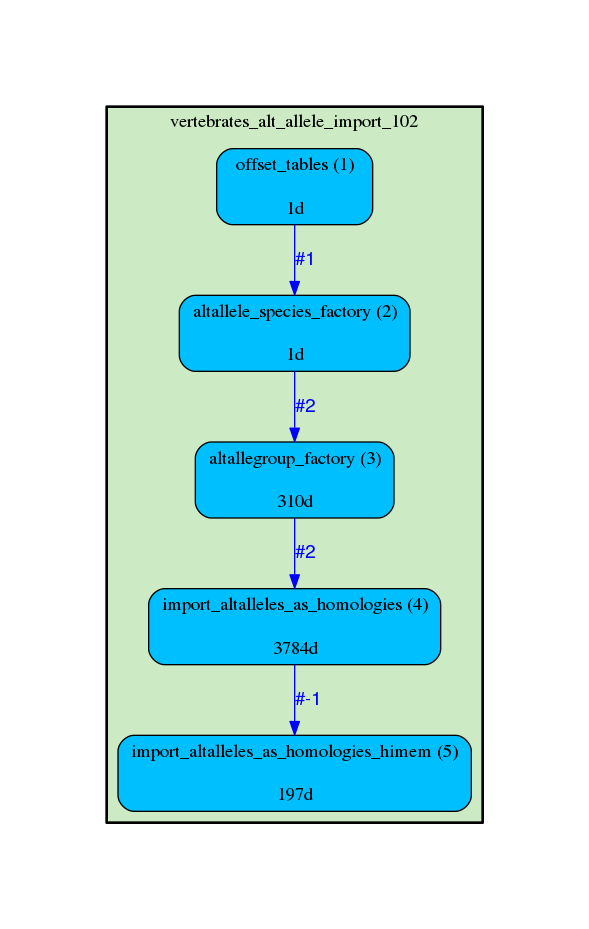 vertebrates_alt_allele_import_102
offset_tables (1)
1d
#1
altallele_species_factory (2)
1d
#2
altallegroup_factory (3)
310d
#2
import_altalleles_as_homologies (4)
3784d
#-1
import_altalleles_as_homologies_himem (5)
197d